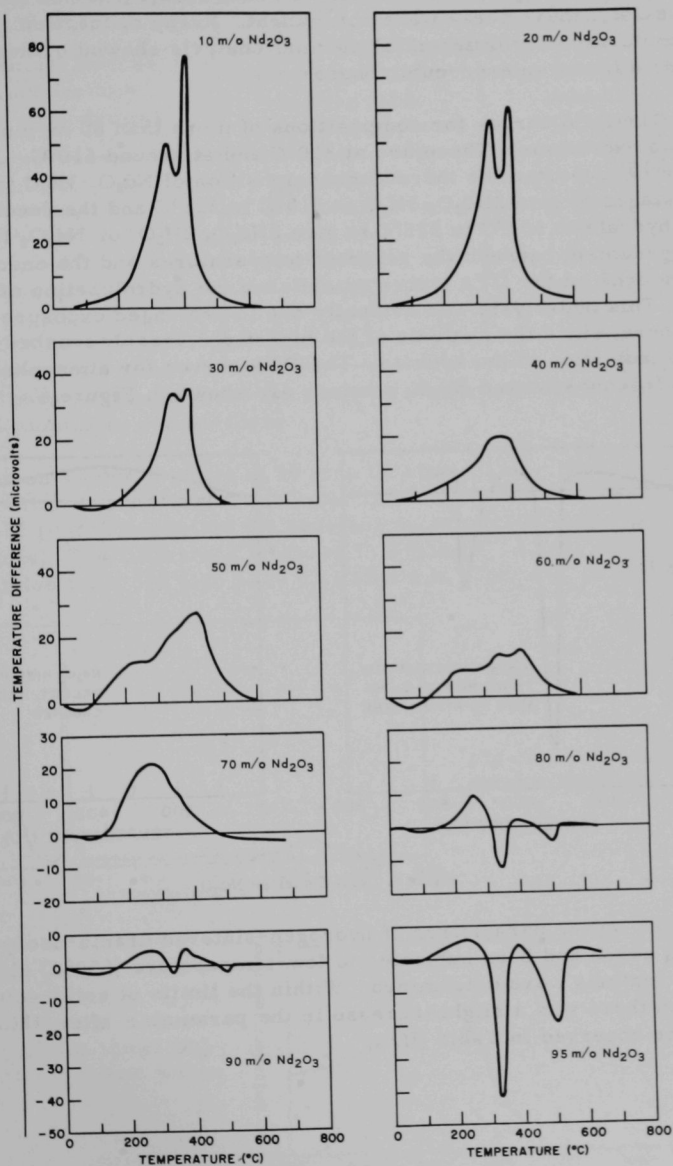 TEMPERATURE DIFFERENCE (microvolts)
10 m/o Nd₂O₃
80
60
40
20
0
20 m/o Nd₂O₃
30 m/o Nd₂O₃
40
20
0
40 m/o Nd₂O₃
50 m/o Nd₂O₃
40
20
0
60 m/o Nd₂O₃
70 m/o Nd₂O₃
30
20
10
0
-10
-20
80 m/o Nd₂O₃
90 m/o Nd₂O₃
10
0
-10
-20
-30
-40
-50
95 m/o Nd₂O₃
0 200 400 600 800
TEMPERATURE (°C)
0 200 400 600 800
TEMPERATURE (°C)